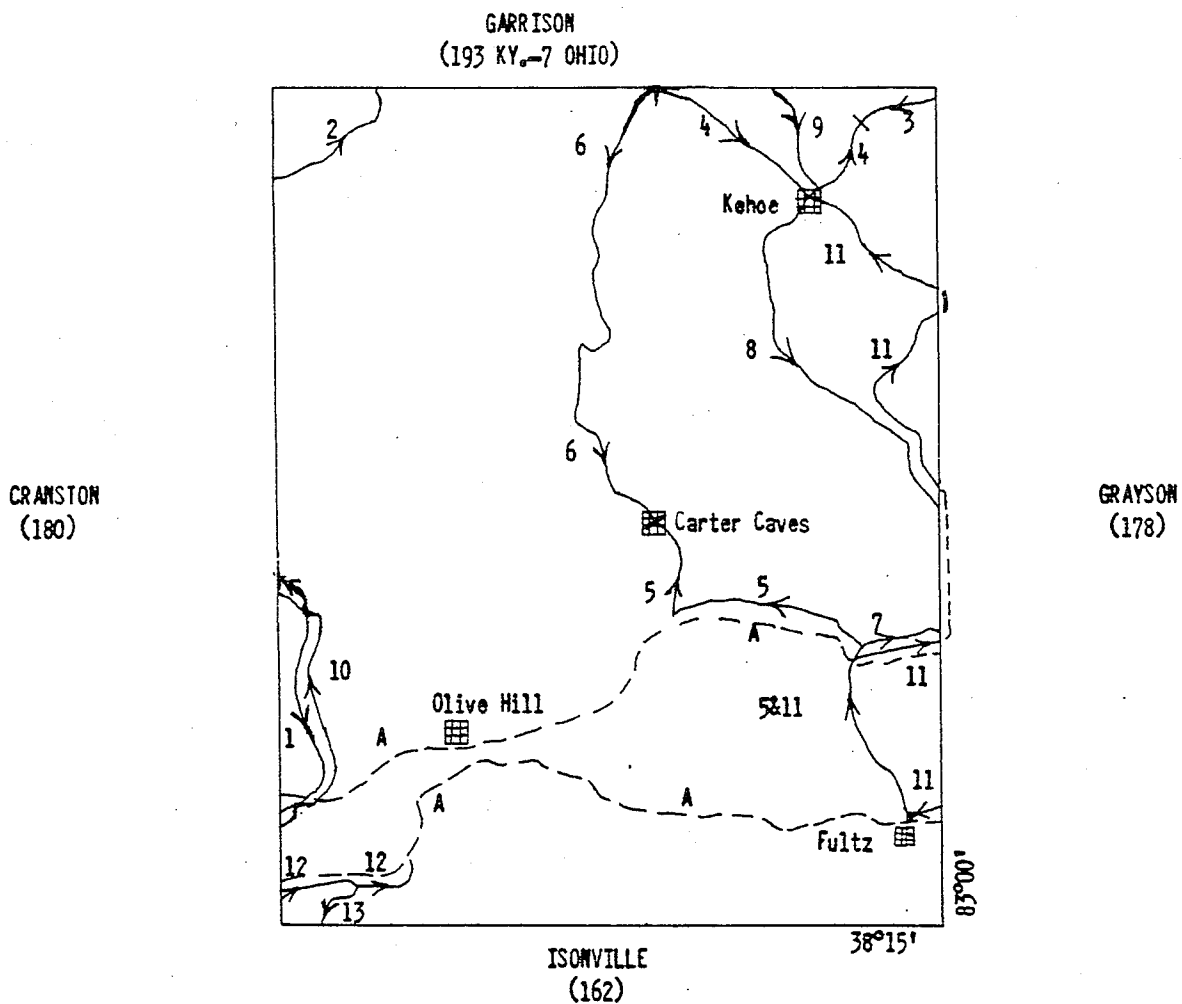 GARRISON
(193 KY.-7 OHIO)
2
6
4
9
3
4
Kehoe
11
8
11
6
CRANSTON
(180)
GRAYSON
(178)
Carter Caves
5
5
7
A
11
10
Olive Hill
5&11
1
A
11
A
A
Fultz
12
12
13
83°00'
38°15'
ISONVILLE
(162)